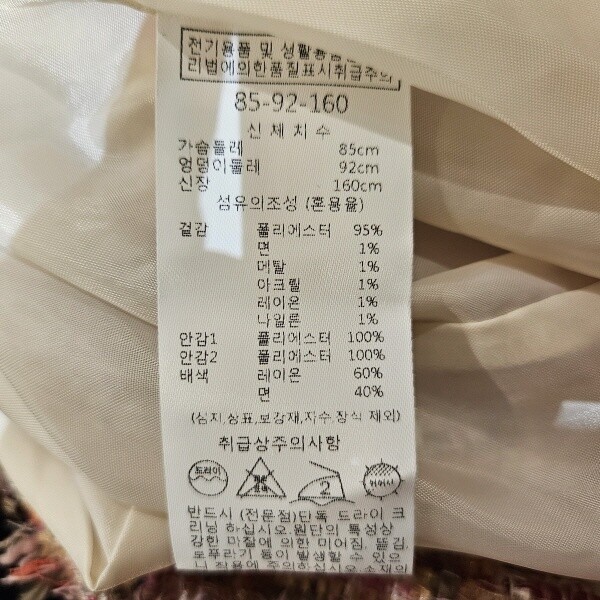 전기용품 및 생활용품안
리법에의한품질표시취급주의
85-92-160
신체치수
가슴둘레 85cm
엉덩이둘레 92cm
신장 160cm
섬유의조성 (혼용율)
겉감 폴리에스터 95%
면 1%
메탈 1%
아크릴 1%
레이온 1%
나일론 1%
안감1 폴리에스터 100%
안감2 폴리에스터 100%
배색 레이온 60%
면 40%
(심지,상표,보강재,자수,장식 제외)
취급상주의사항
드라이
2
반드시 (전문점)단독 드라이 크
리닝 하십시오원단의 특성상
강한 마찰에 의한 미어짐, 뜯김,
보푸라기 등이 발생할 수 있으
니 착용에 주의하십시오소재의